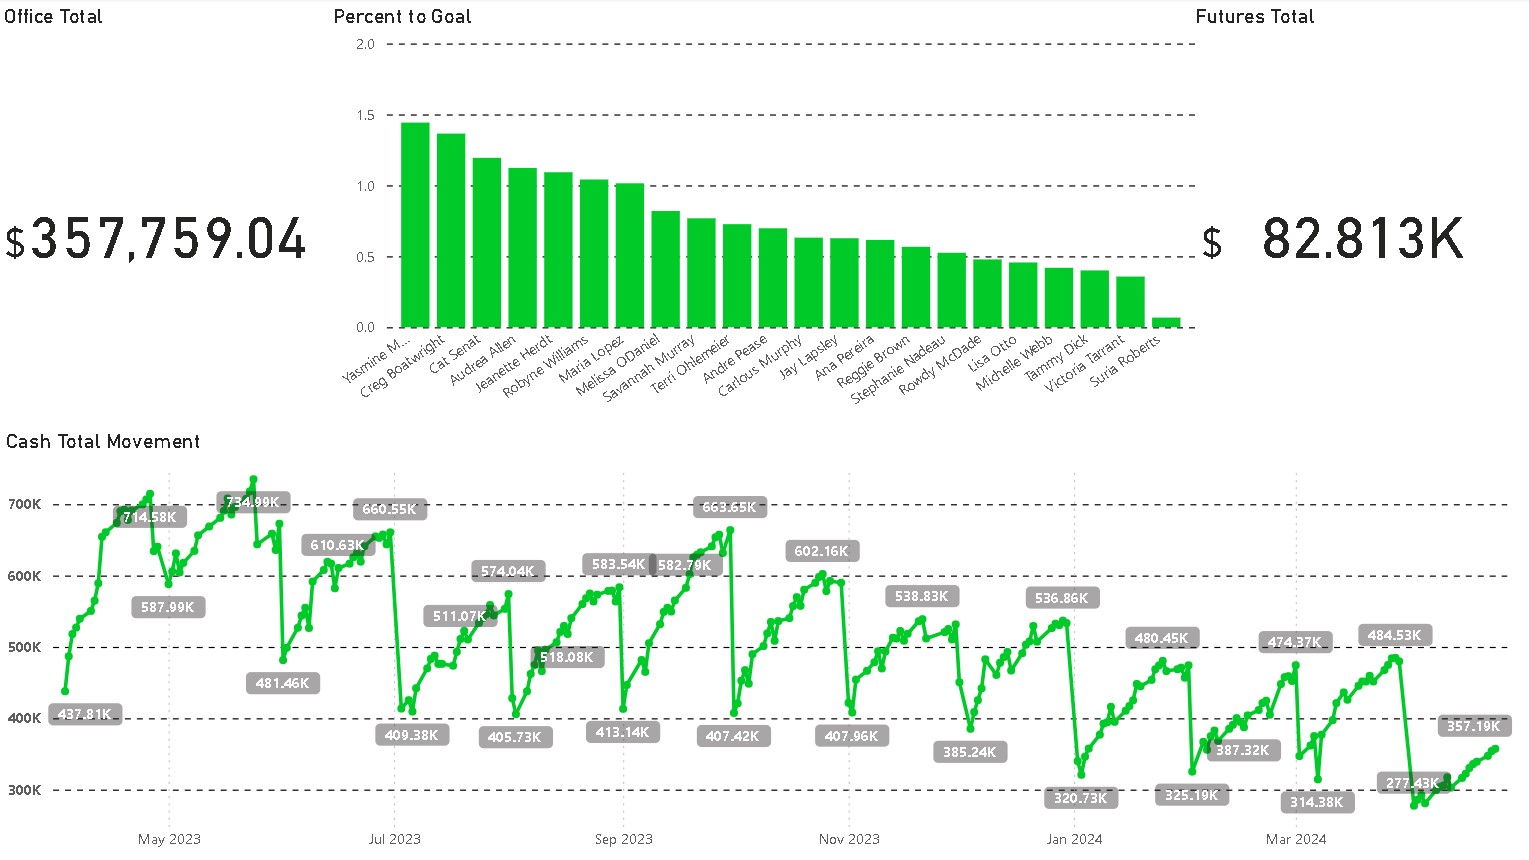 Office Total
Percent to Goal
Futures Total
2.0
1.5
1.0
0.5
0.0
$357,759.04
$ 82.813K
Yasmine M...
Creg Boatwright
Cat Senat
Audrea Allen
Jeanette Herdt
Robyne Williams
Maria Lopez
Melissa ODaniel
Savannah Murray
Terri Ohlemeier
Andre Pease
Carlous Murphy
Jay Lapsley
Ana Pereira
Reggie Brown
Stephanie Nadeau
Rowdy McDade
Lisa Otto
Michelle Webb
Tammy Dick
Victoria Tarrant
Suria Roberts
Cash Total Movement
700K
600K
500K
400K
300K
437.81K
714.58K
587.99K
734.99K
481.46K
610.63K
660.55K
409.38K
511.07K
574.04K
405.73K
518.08K
583.54K
413.14K
582.79K
663.65K
407.42K
602.16K
407.96K
538.83K
385.24K
536.86K
320.73K
480.45K
325.19K
387.32K
474.37K
314.38K
484.53K
277.43K
357.19K
May 2023
Jul 2023
Sep 2023
Nov 2023
Jan 2024
Mar 2024